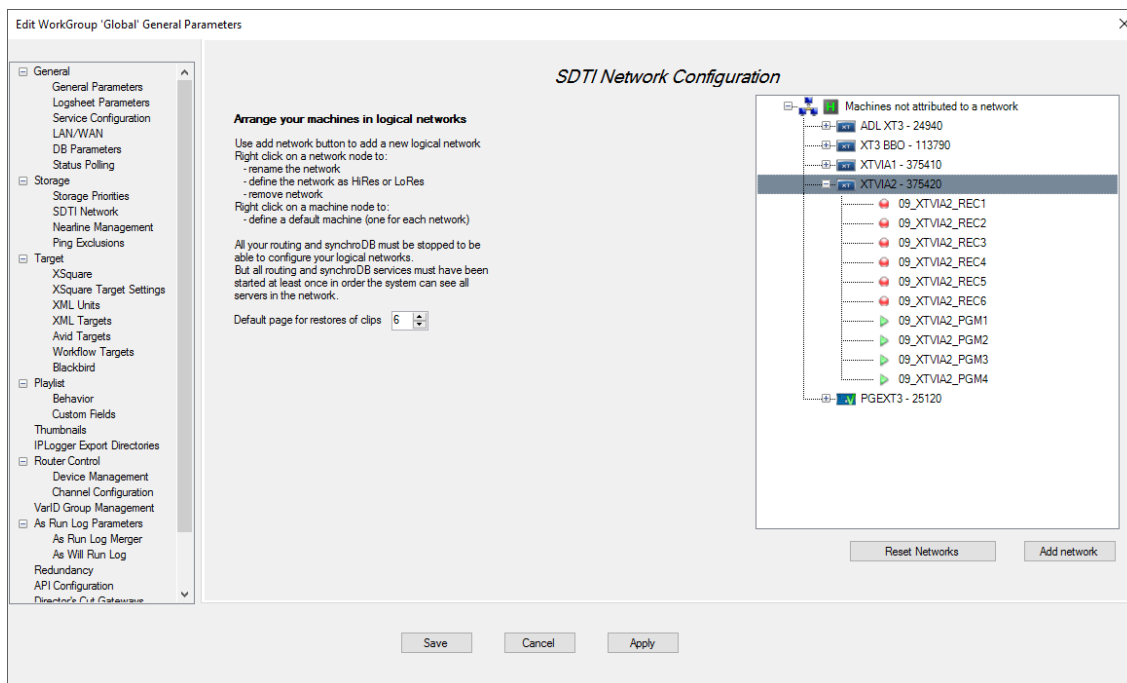 Edit WorkGroup 'Global' General Parameters
General
General Parameters
Logsheet Parameters
Service Configuration
LAN/WAN
DB Parameters
Status Polling
Storage
Storage Priorities
SDTI Network
Nearline Management
Ping Exclusions
Target
XSquare
XSquare Target Settings
XML Units
XML Targets
Avid Targets
Workflow Targets
Blackbird
Playlist
Behavior
Custom Fields
Thumbnails
IPLogger Export Directories
Router Control
Device Management
Channel Configuration
VarID Group Management
As Run Log Parameters
As Run Log Merger
As Will Run Log
Redundancy
API Configuration
Director's Cut Gateways
SDTI Network Configuration
Arrange your machines in logical networks
Use add network button to add a new logical network
Right click on a network node to:
- rename the network
- define the network as HiRes or LoRes
- remove network
Right click on a machine node to:
- define a default machine (one for each network)
All your routing and synchroDB must be stopped to be
able to configure your logical networks.
But all routing and synchroDB services must have been
started at least once in order the system can see all
servers in the network.
Default page for restores of clips 6
H Machines not attributed to a network
XT ADL XT3 - 24940
XT XT3 BBO - 113790
XT XTVIA1 - 375410
XT XTVIA2 - 375420
09_XTVIA2_REC1
09_XTVIA2_REC2
09_XTVIA2_REC3
09_XTVIA2_REC4
09_XTVIA2_REC5
09_XTVIA2_REC6
09_XTVIA2_PGM1
09_XTVIA2_PGM2
09_XTVIA2_PGM3
09_XTVIA2_PGM4
PGEXT3 - 25120
Reset Networks
Add network
Save
Cancel
Apply